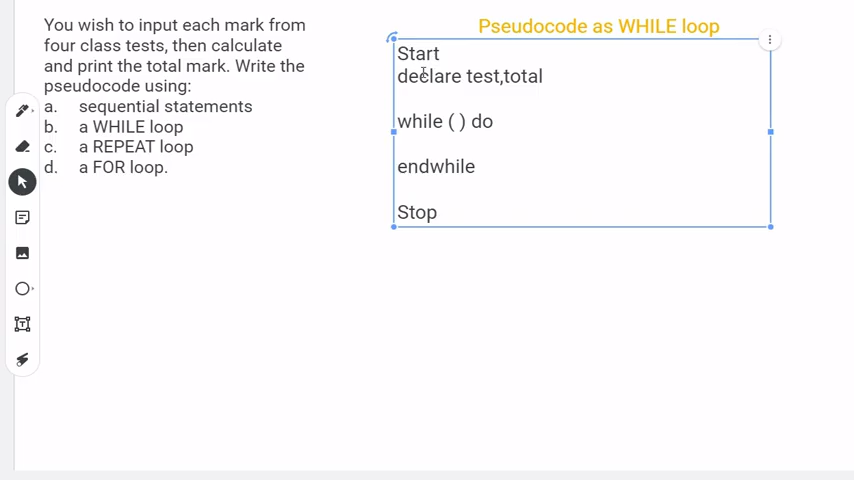 You wish to input each mark from
four class tests, then calculate
and print the total mark. Write the
pseudocode using:
a. sequential statements
b. a WHILE loop
c. a REPEAT loop
d. a FOR loop.
Pseudocode as WHILE loop
Start
declare test,total
while ( ) do
endwhile
Stop